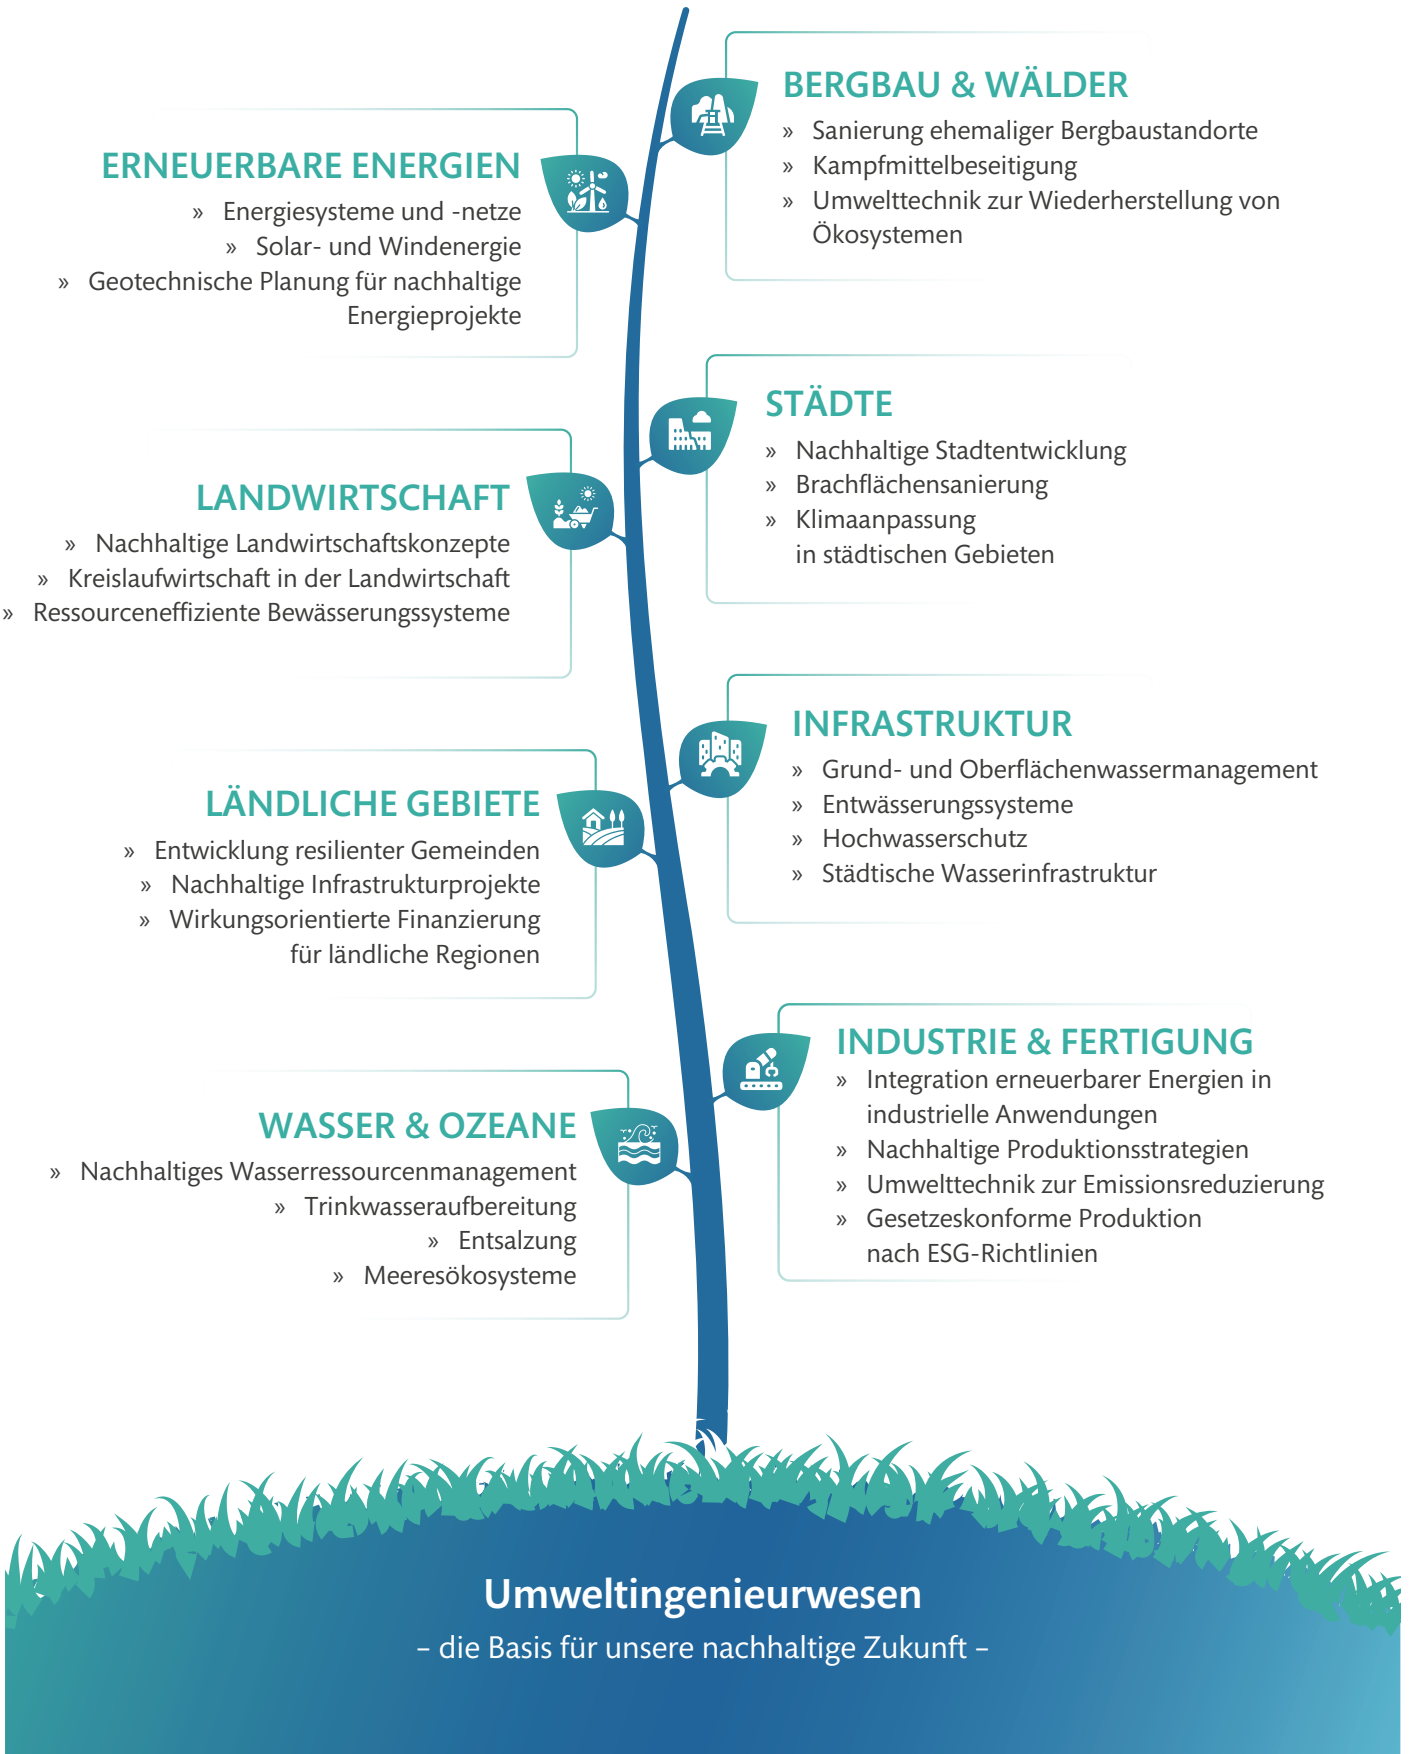 BERGBAU & WÄLDER
» Sanierung ehemaliger Bergbaustandorte
» Kampfmittelbeseitigung
» Umwelttechnik zur Wiederherstellung von
Ökosystemen
ERNEUERBARE ENERGIEN
» Energiesysteme und -netze
» Solar- und Windenergie
» Geotechnische Planung für nachhaltige
Energieprojekte
STÄDTE
» Nachhaltige Stadtentwicklung
» Brachflächensanierung
» Klimaanpassung
in städtischen Gebieten
LANDWIRTSCHAFT
» Nachhaltige Landwirtschaftskonzepte
» Kreislaufwirtschaft in der Landwirtschaft
» Ressourceneffiziente Bewässerungssysteme
INFRASTRUKTUR
» Grund- und Oberflächenwassermanagement
» Entwässerungssysteme
» Hochwasserschutz
» Städtische Wasserinfrastruktur
LÄNDLICHE GEBIETE
» Entwicklung resilienter Gemeinden
» Nachhaltige Infrastrukturprojekte
» Wirkungsorientierte Finanzierung
für ländliche Regionen
INDUSTRIE & FERTIGUNG
» Integration erneuerbarer Energien in
industrielle Anwendungen
» Nachhaltige Produktionsstrategien
» Umwelttechnik zur Emissionsreduzierung
» Gesetzeskonforme Produktion
nach ESG-Richtlinien
WASSER & OZEANE
» Nachhaltiges Wasserressourcenmanagement
» Trinkwasseraufbereitung
» Entsalzung
» Meeresökosysteme
Umweltingenieurwesen
– die Basis für unsere nachhaltige Zukunft –